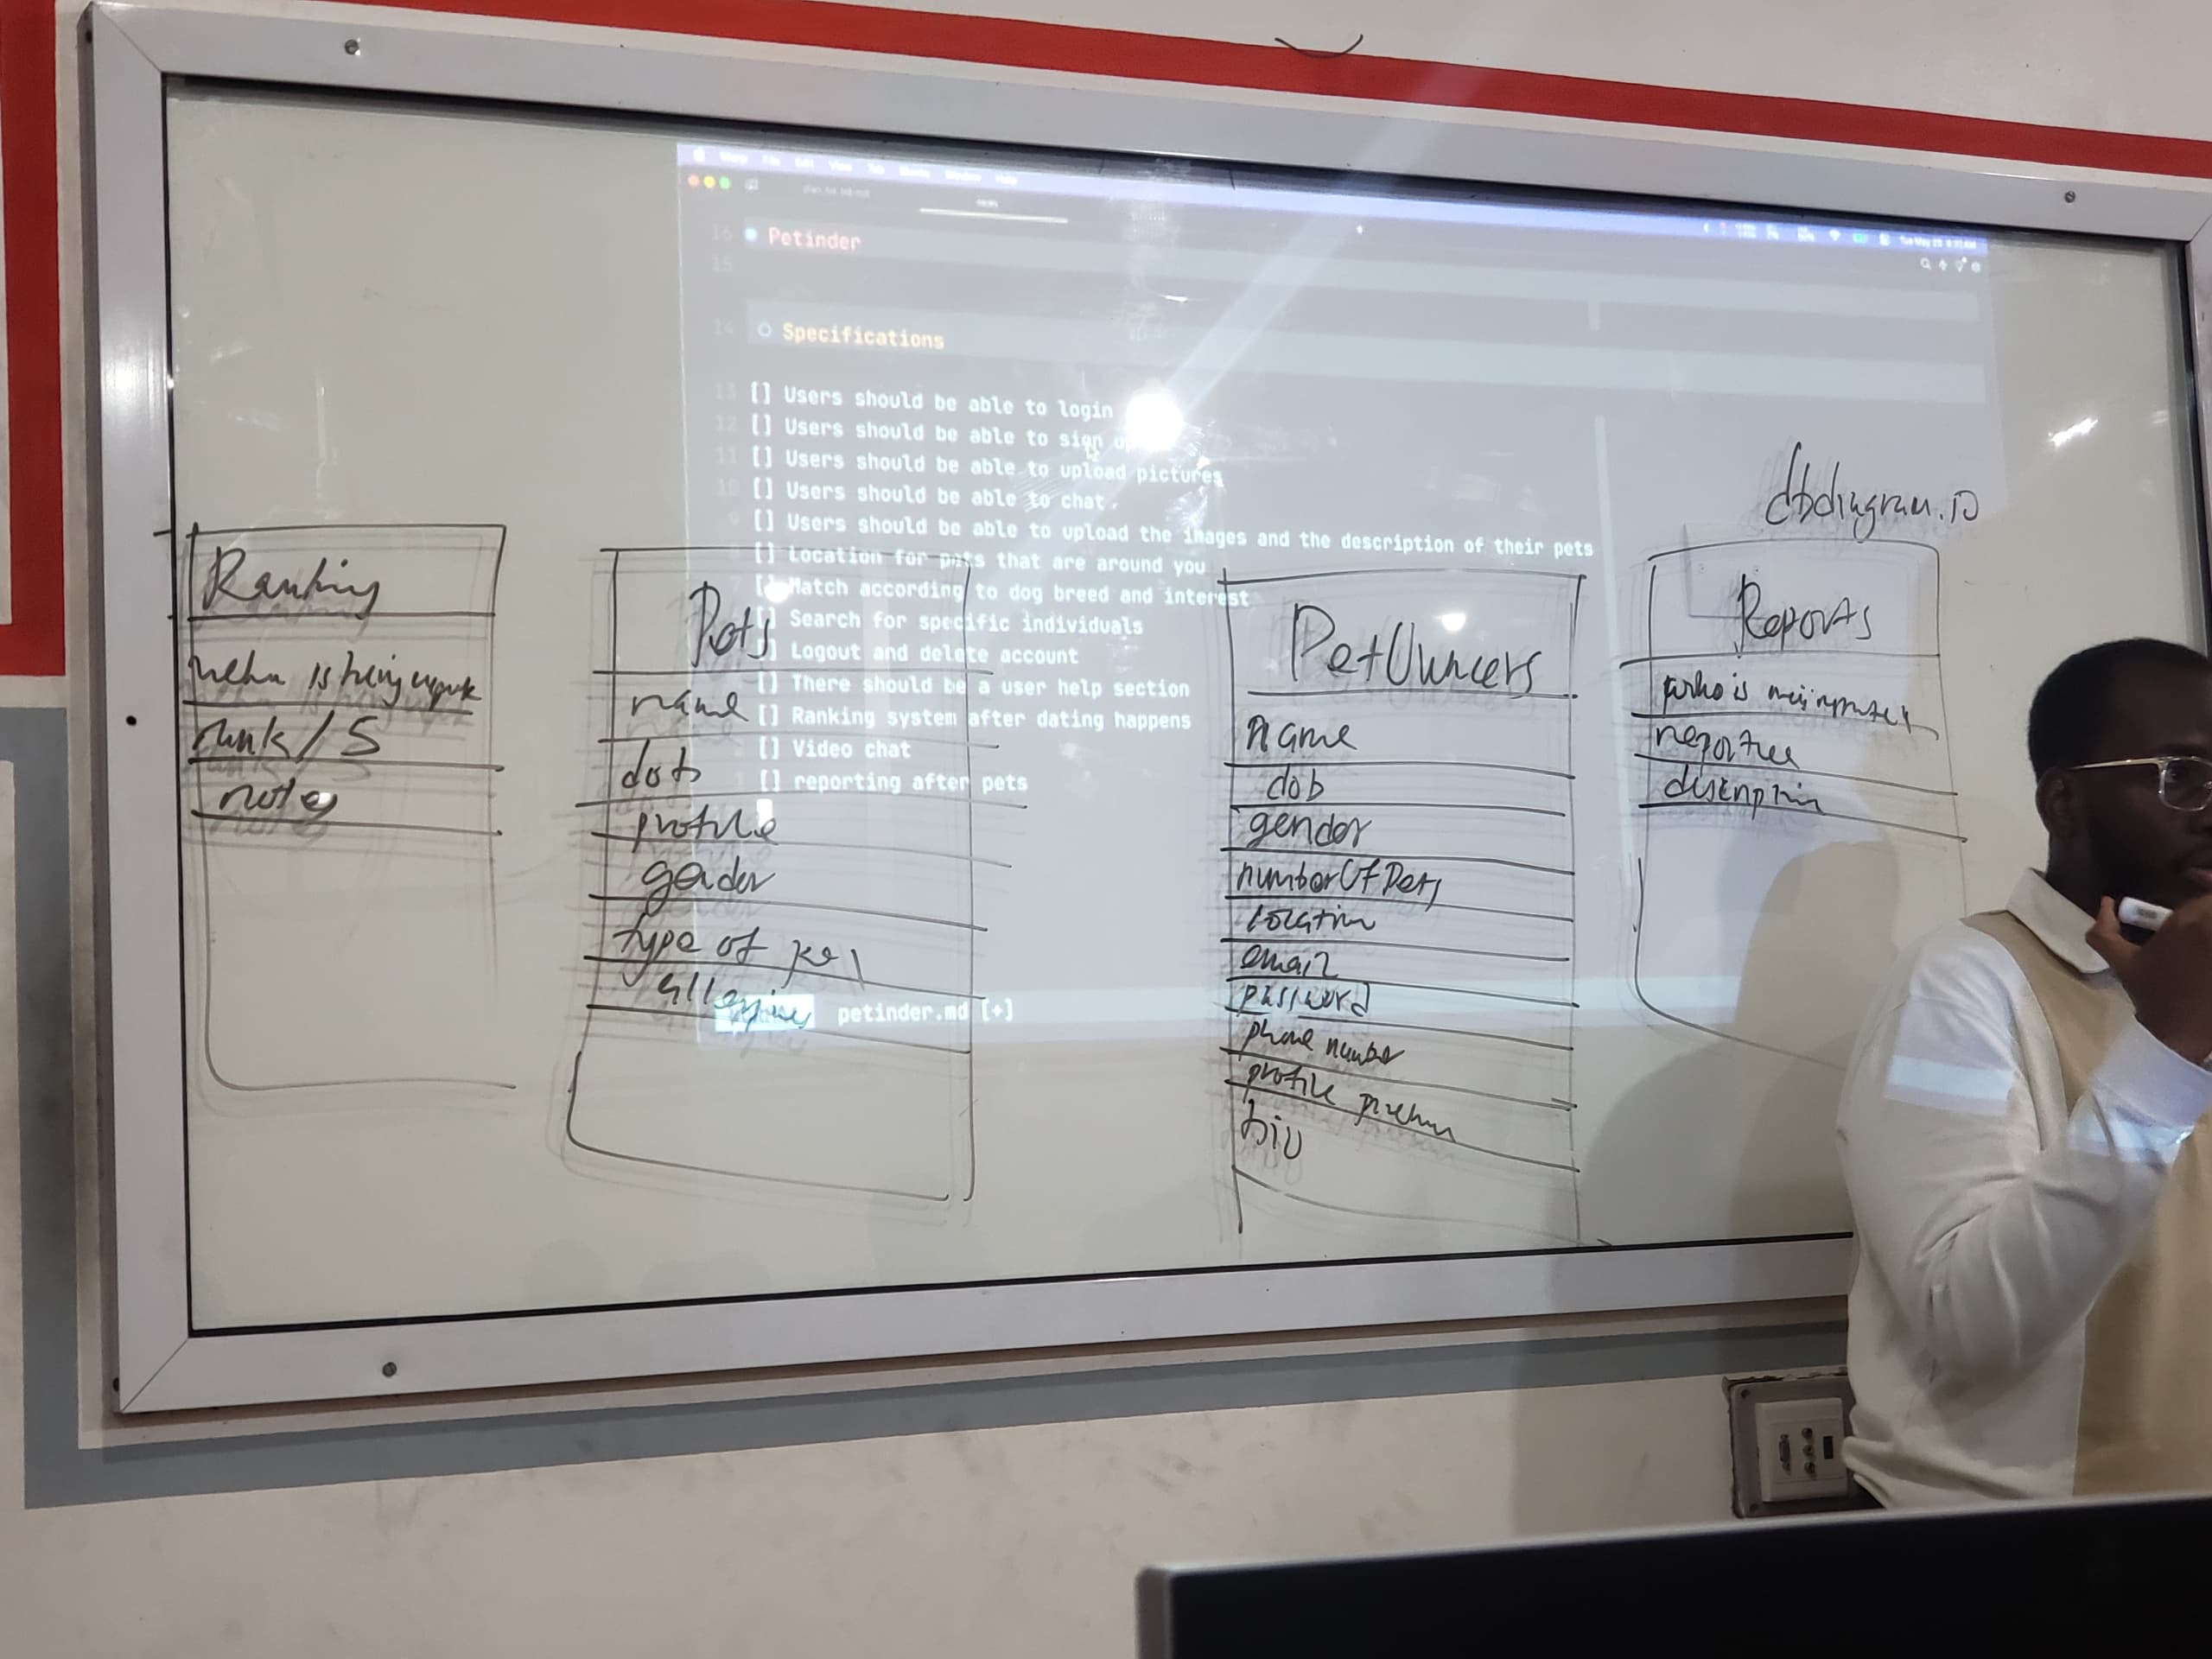 Petinder
Specifications
[] Users should be able to login
[] Users should be able to sign up
[] Users should be able to upload pictures
[] Users should be able to chat
[] Users should be able to upload the images and the description of their pets
[] Location for pets that are around you
[] Match according to dog breed and interest
[] Search for specific individuals
[] Logout and delete account
[] There should be a user help section
[] Ranking system after dating happens
[] Video chat
[] reporting after pets
petinder.md [+]
Ranking
is being
rank / 5
note
Pets
name
dob
profile
gender
type of pet
allergies
PetOwners
name
dob
gender
numberOfPets
location
email
password
phone number
profile picture
bio
dbdiagram.io
Reports
who is
reportee
description